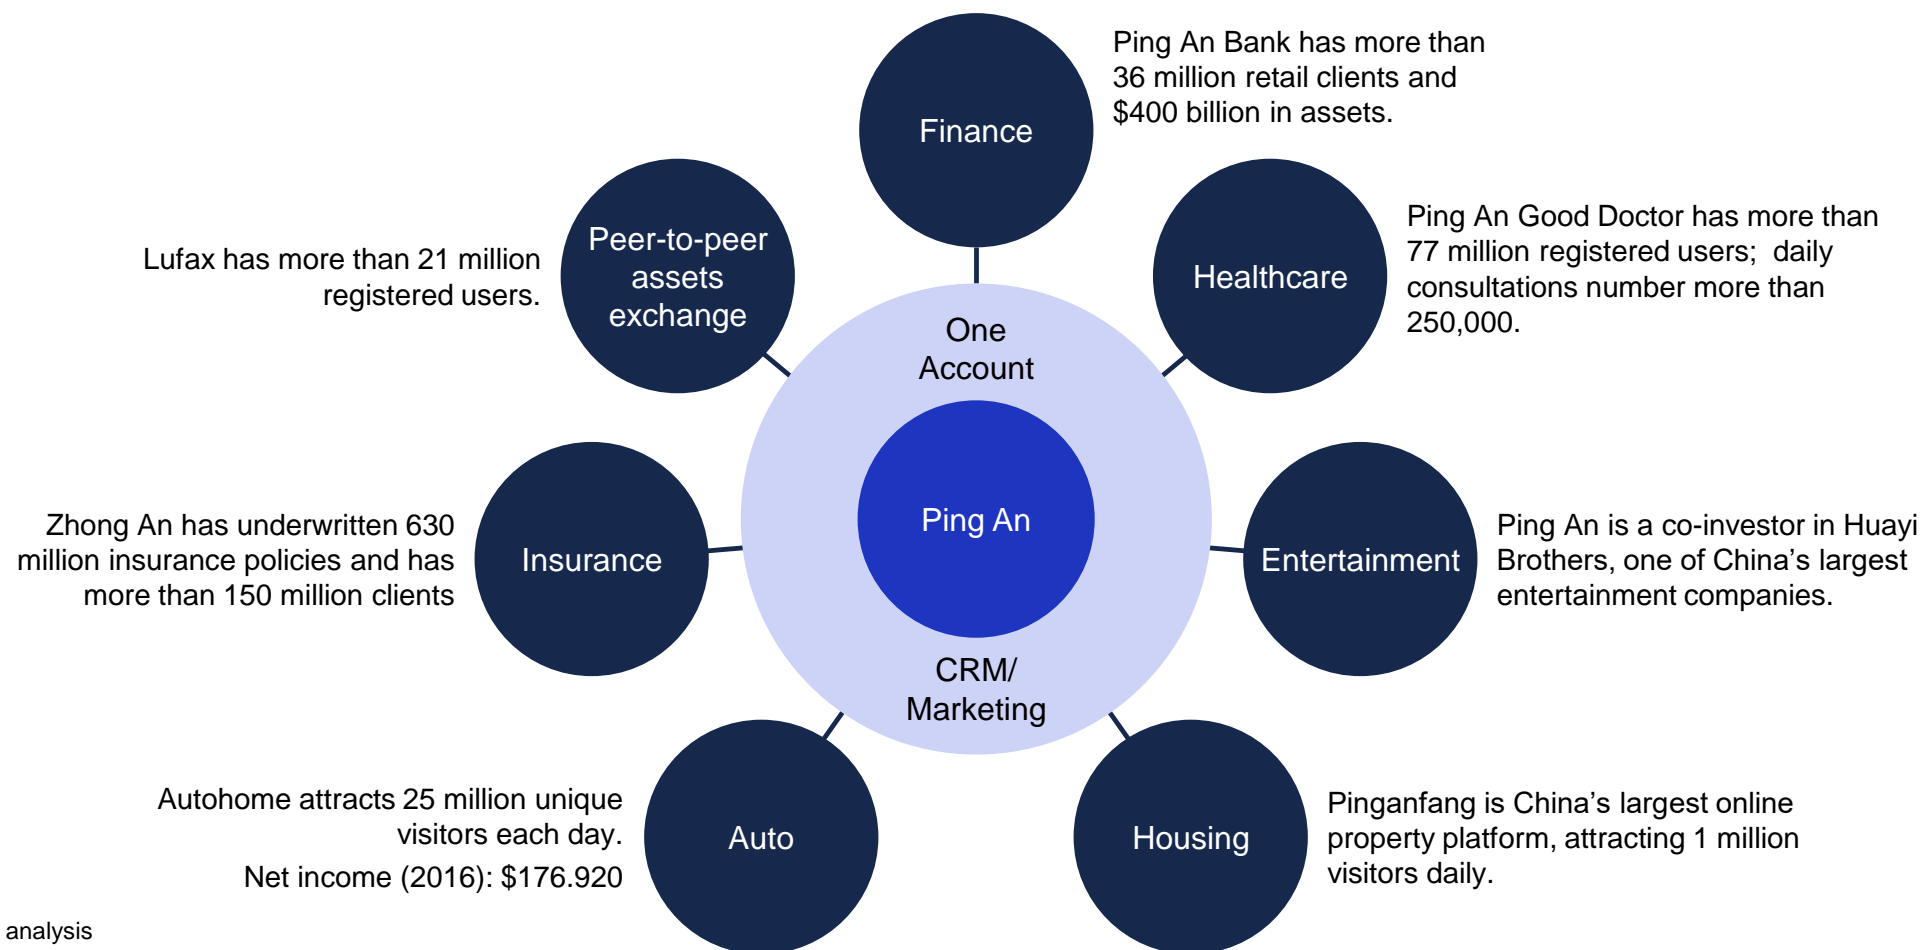 Finance
Ping An Bank has more than
36 million retail clients and
$400 billion in assets.
Healthcare
Ping An Good Doctor has more than
77 million registered users;  daily
consultations number more than
250,000.
Entertainment
Ping An is a co-investor in Huayi
Brothers, one of China’s largest
entertainment companies.
Housing
Pinganfang is China’s largest online
property platform, attracting 1 million
visitors daily.
Auto
Autohome attracts 25 million unique
visitors each day.
Net income (2016): $176.920
Insurance
Zhong An has underwritten 630
million insurance policies and has
more than 150 million clients
Peer-to-peer
assets
exchange
Lufax has more than 21 million
registered users.
One
Account
Ping An
CRM/
Marketing
analysis